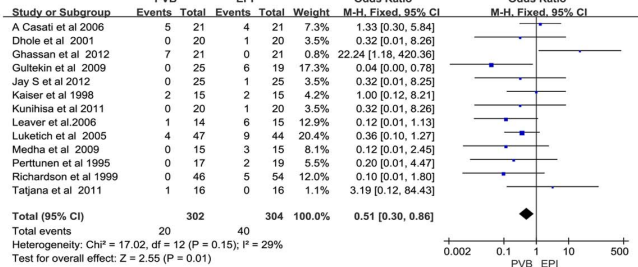 PVB EPI Odds Ratio Odds Ratio
Study or Subgroup Events Total Events Total Weight M-H, Fixed, 95% CI M-H, Fixed, 95% CI
A Casati et al 2006 5 21 4 21 7.3% 1.33 [0.30, 5.84]
Dhole et al 2001 0 20 1 20 3.6% 0.32 [0.01, 8.26]
Ghassan et al 2012 7 21 0 21 0.8% 22.24 [1.18, 420.36]
Gultekin et al 2009 0 25 6 19 17.7% 0.04 [0.00, 0.78]
Jay S et al 2012 0 25 1 25 3.6% 0.32 [0.01, 8.25]
Kaiser et al 1998 2 15 2 15 4.2% 1.00 [0.12, 8.21]
Kunihisa et al 2011 0 20 1 20 3.6% 0.32 [0.01, 8.26]
Leaver et al.2006 1 14 6 15 13.0% 0.12 [0.01, 1.13]
Luketich et al 2005 4 47 9 44 20.4% 0.36 [0.10, 1.27]
Medha et al 2009 0 15 3 15 8.1% 0.12 [0.01, 2.45]
Perttunen et al 1995 0 17 2 19 5.5% 0.20 [0.01, 4.47]
Richardson et al 1999 0 46 5 54 12.0% 0.10 [0.01, 1.80]
Tatjana et al 2011 1 16 0 16 1.1% 3.19 [0.12, 84.43]
Total (95% CI) 302 304 100.0% 0.51 [0.30, 0.86]
Total events 20 40
Heterogeneity: Chi² = 17.02, df = 12 (P = 0.15); I² = 29%
Test for overall effect: Z = 2.55 (P = 0.01)
0.002 0.1 1 10 500
PVB EPI